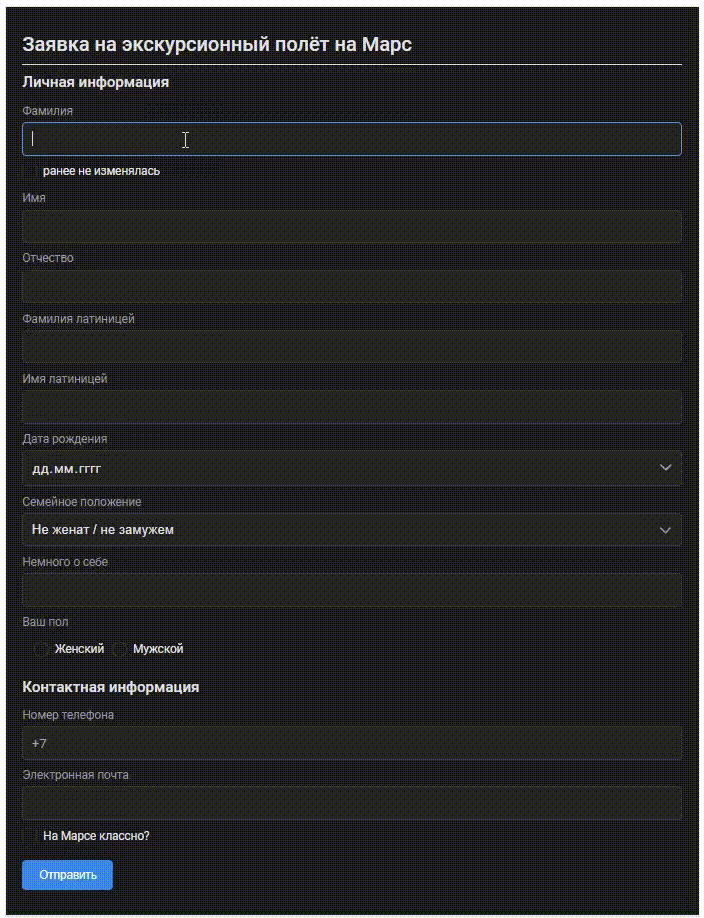 Заявка на экскурсионный полёт на Марс
Личная информация
Фамилия
ранее не изменялась
Имя
Отчество
Фамилия латиницей
Имя латиницей
Дата рождения
дд.мм.гггг
Семейное положение
Не женат / не замужем
Немного о себе
Ваш пол
Женский Мужской
Контактная информация
Номер телефона
+7
Электронная почта
На Марсе классно?
Отправить